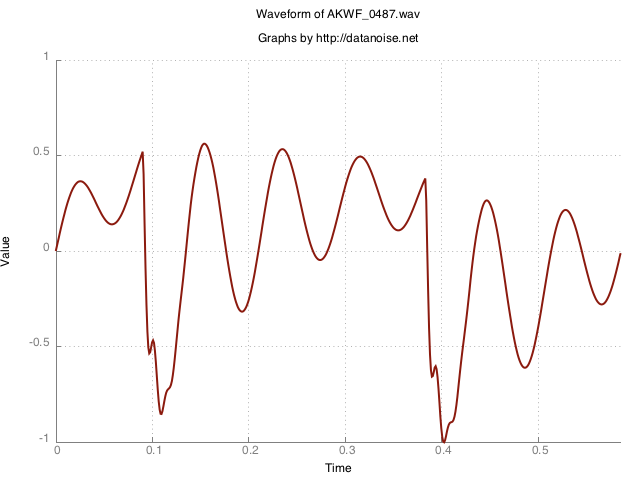 Waveform of AKWF_0487.wav
Graphs by http://datanoise.net
1
0.5
0
-0.5
-1
Value
0 0.1 0.2 0.3 0.4 0.5
Time